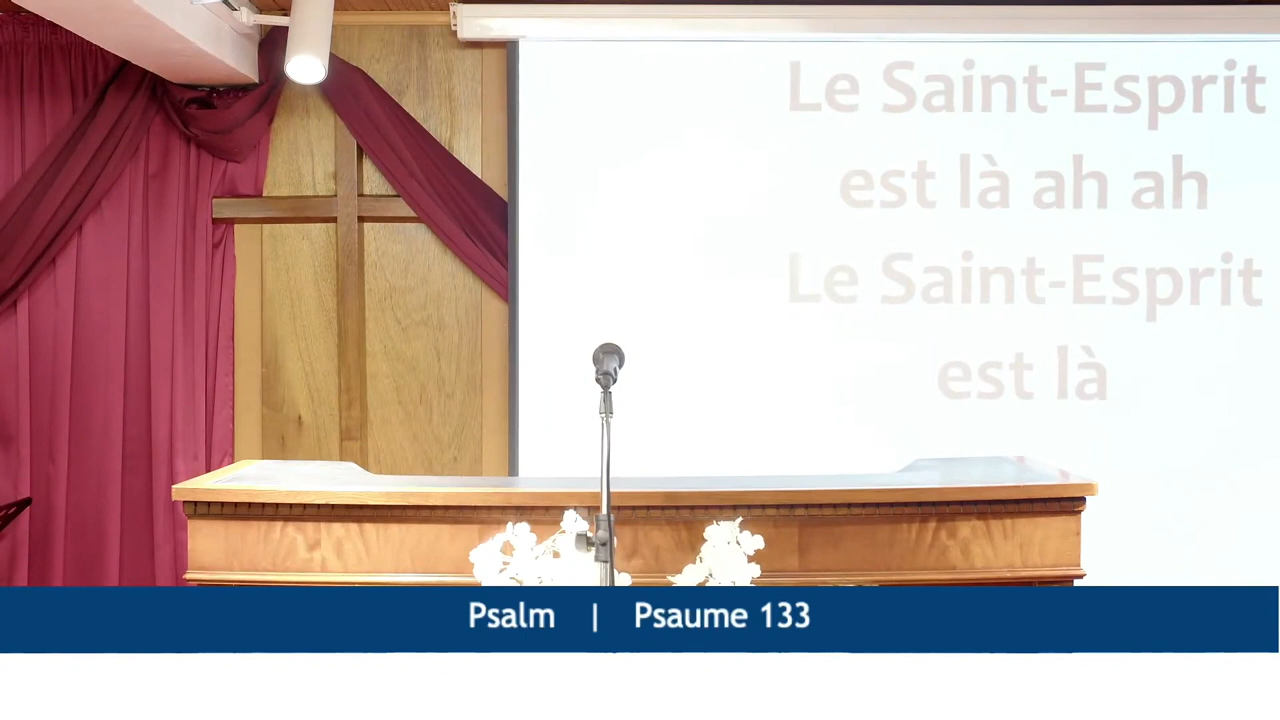 Le Saint-Esprit
est là ah ah
Le Saint-Esprit
est là
Psalm | Psaume 133